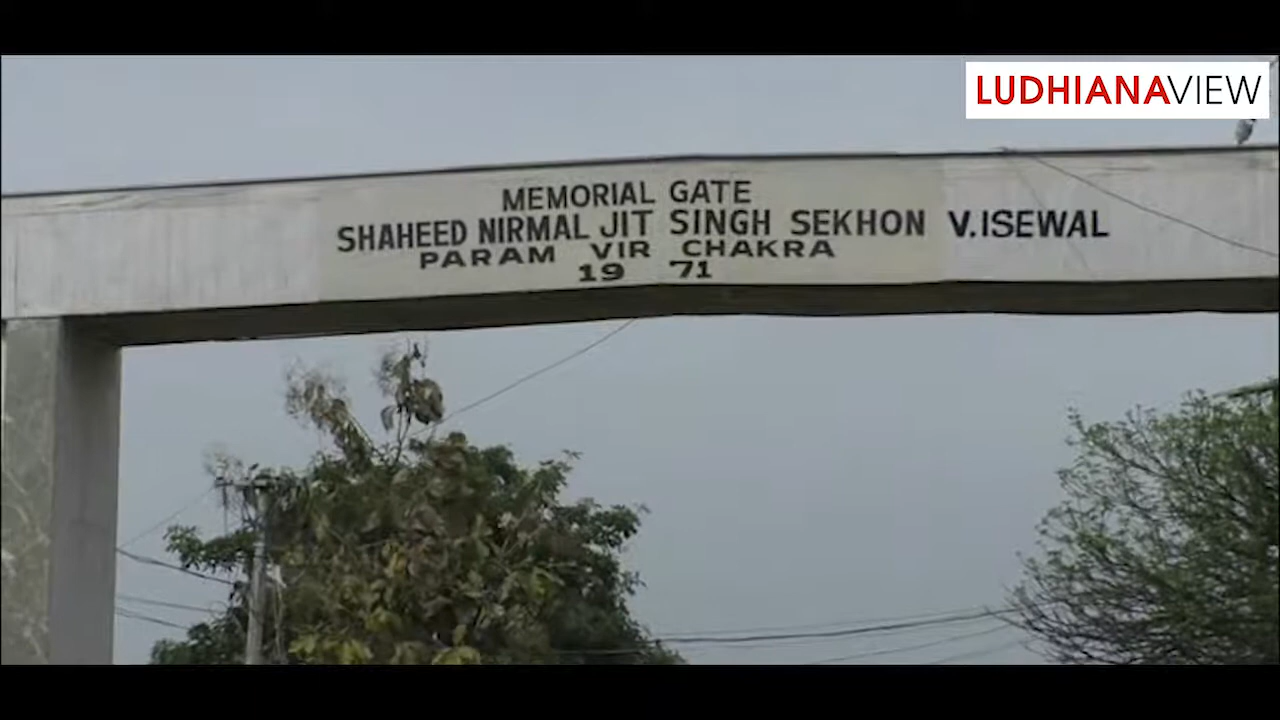 LUDHIANAVIEW
MEMORIAL GATE
SHAHEED NIRMAL JIT SINGH SEKHON V.ISEWAL
PARAM VIR CHAKRA
19 71